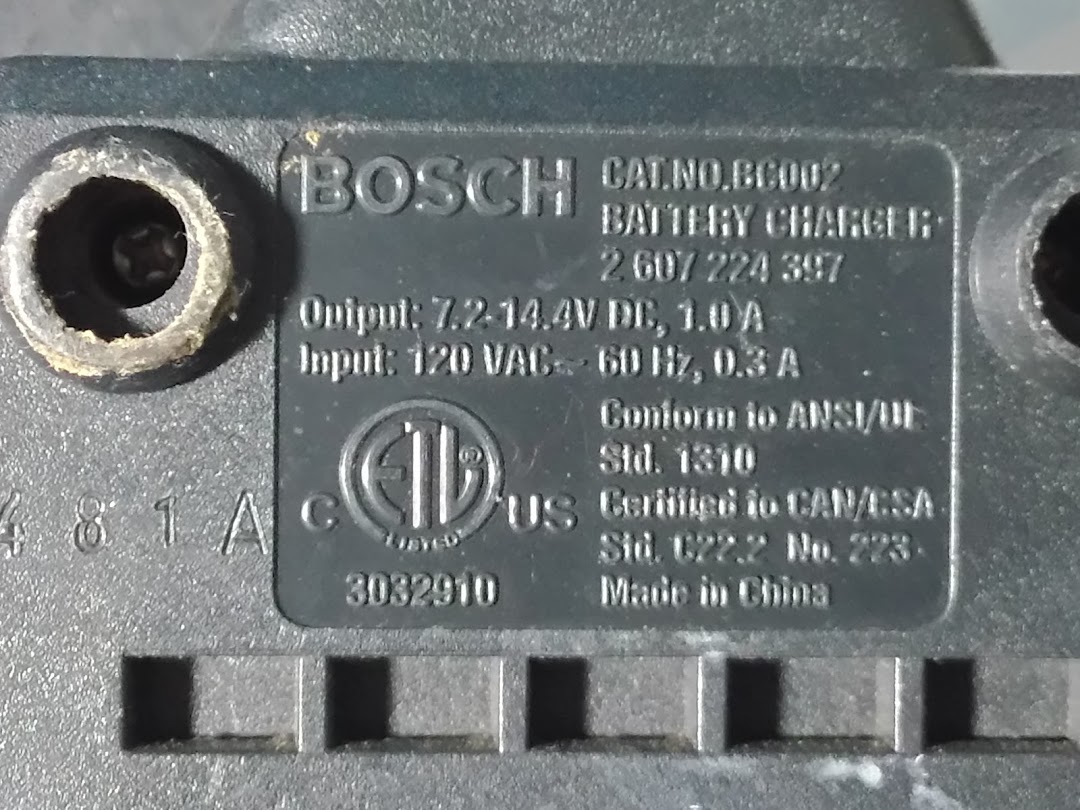 BOSCH
CAT.NO.BC002
BATTERY CHARGER
2 607 224 397
Output: 7.2-14.4V DC, 1.0 A
Input: 120 VAC ~ 60 Hz, 0.3 A
Conform to ANSI/UL
Std. 1310
Certified to CAN/CSA
Std. C22.2 No. 223
Made in China
C ETL® US
LISTED
3032910
481A